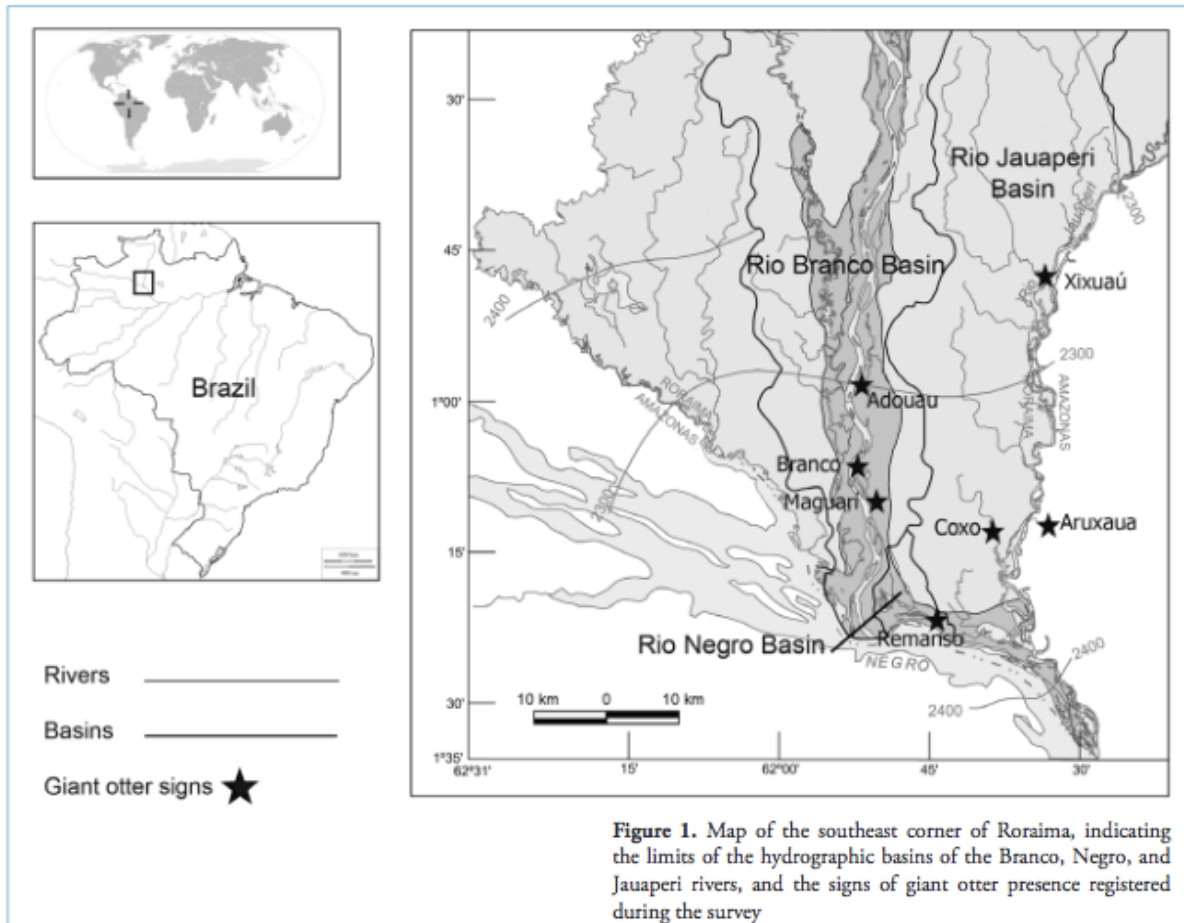 Brazil
Rivers
Basins
Giant otter signs
30'
45'
1°00'
15'
30'
1°35'
62°31'
15'
62°00'
45'
30'
Rio Jauaperi
Basin
2300
Rio Branco Basin
Xixuaú
2400
2300
RORAIMA
AMAZONAS
RORAIMA
AMAZONAS
Adouau
Branco
2300
Maguari
Coxo
Aruxaua
Rio Negro Basin
Remanso
NEGRO
2400
2400
10 km 0 10 km
Figure 1. Map of the southeast corner of Roraima, indicating
the limits of the hydrographic basins of the Branco, Negro, and
Jauaperi rivers, and the signs of giant otter presence registered
during the survey